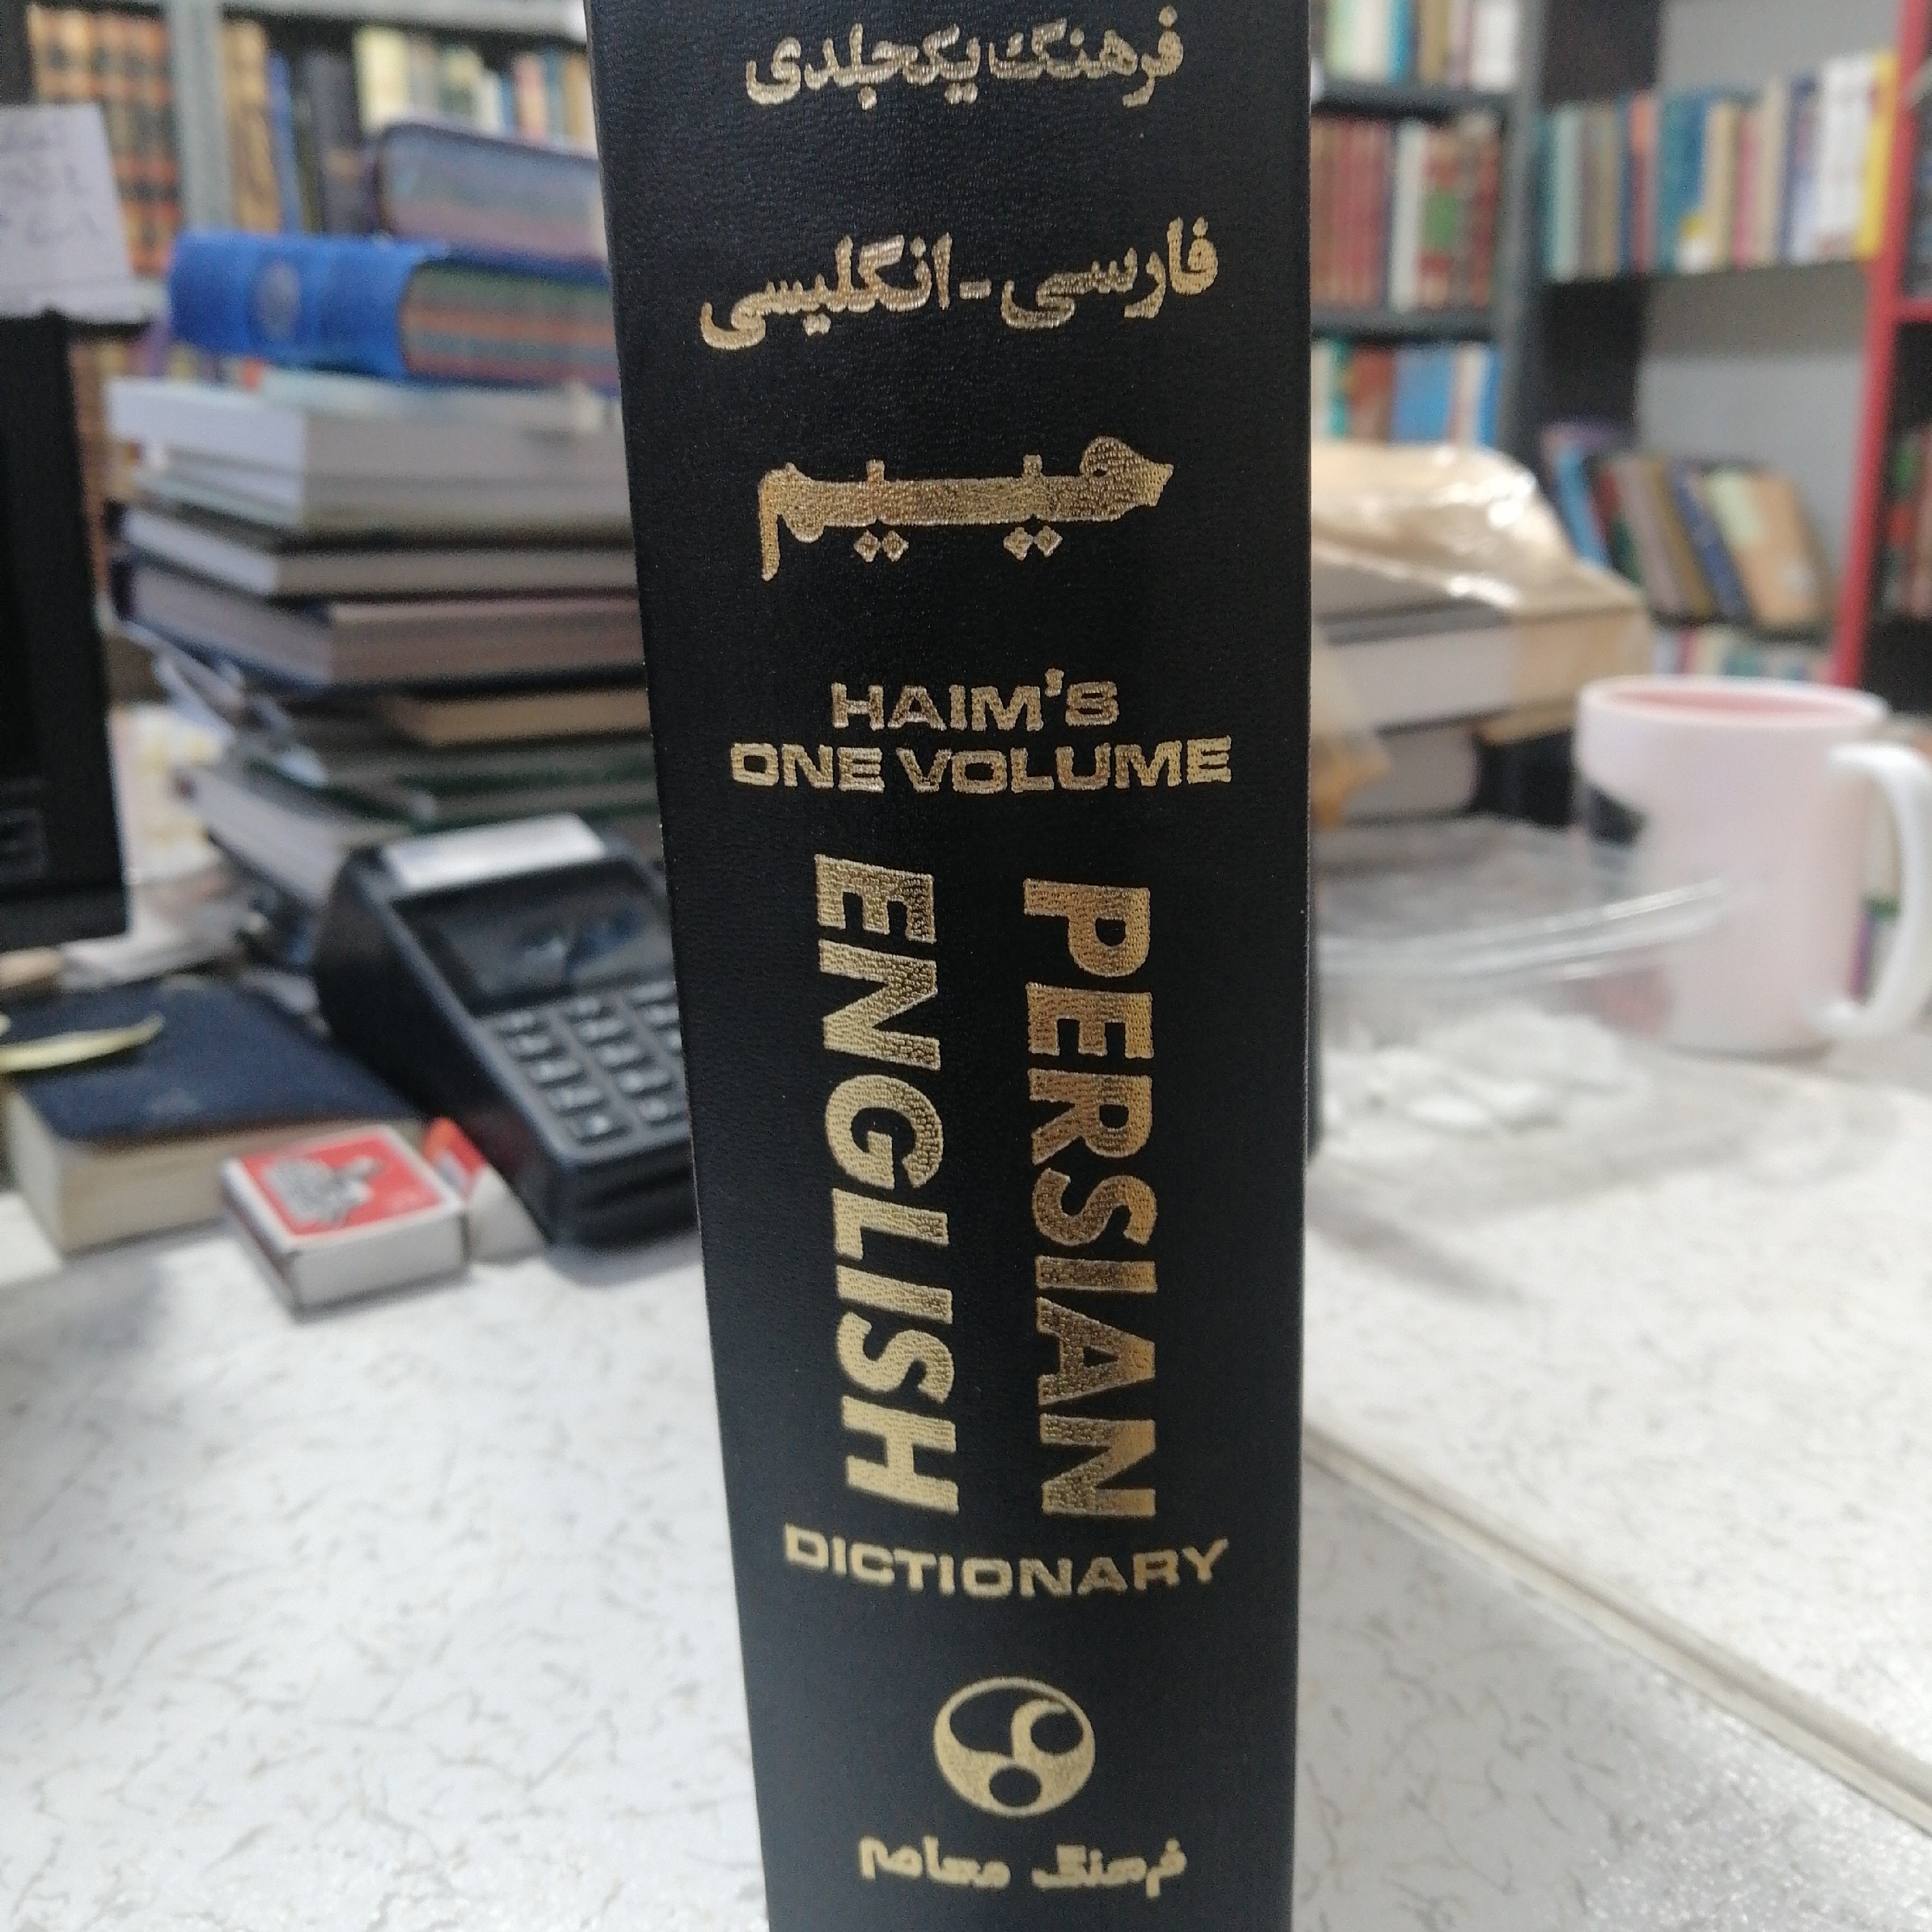 فرهنگ یکجلدی
فارسی-انگلیسی
حییم
HAIM'S
ONE VOLUME
PERSIAN
ENGLISH
DICTIONARY
فرهنگ معاصر